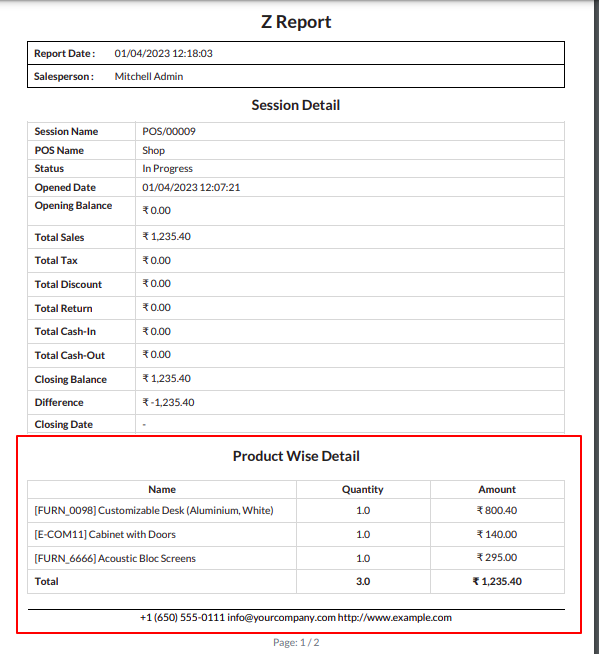 Z Report
Report Date : 01/04/2023 12:18:03
Salesperson : Mitchell Admin
Session Detail
Session Name POS/00009
POS Name Shop
Status In Progress
Opened Date 01/04/2023 12:07:21
Opening Balance ₹ 0.00
Total Sales ₹ 1,235.40
Total Tax ₹ 0.00
Total Discount ₹ 0.00
Total Return ₹ 0.00
Total Cash-In ₹ 0.00
Total Cash-Out ₹ 0.00
Closing Balance ₹ 1,235.40
Difference ₹ -1,235.40
Closing Date -
Product Wise Detail
Name Quantity Amount
[FURN_0098] Customizable Desk (Aluminium, White) 1.0 ₹ 800.40
[E-COM11] Cabinet with Doors 1.0 ₹ 140.00
[FURN_6666] Acoustic Bloc Screens 1.0 ₹ 295.00
Total 3.0 ₹ 1,235.40
+1 (650) 555-0111 info@yourcompany.com http://www.example.com
Page: 1 / 2